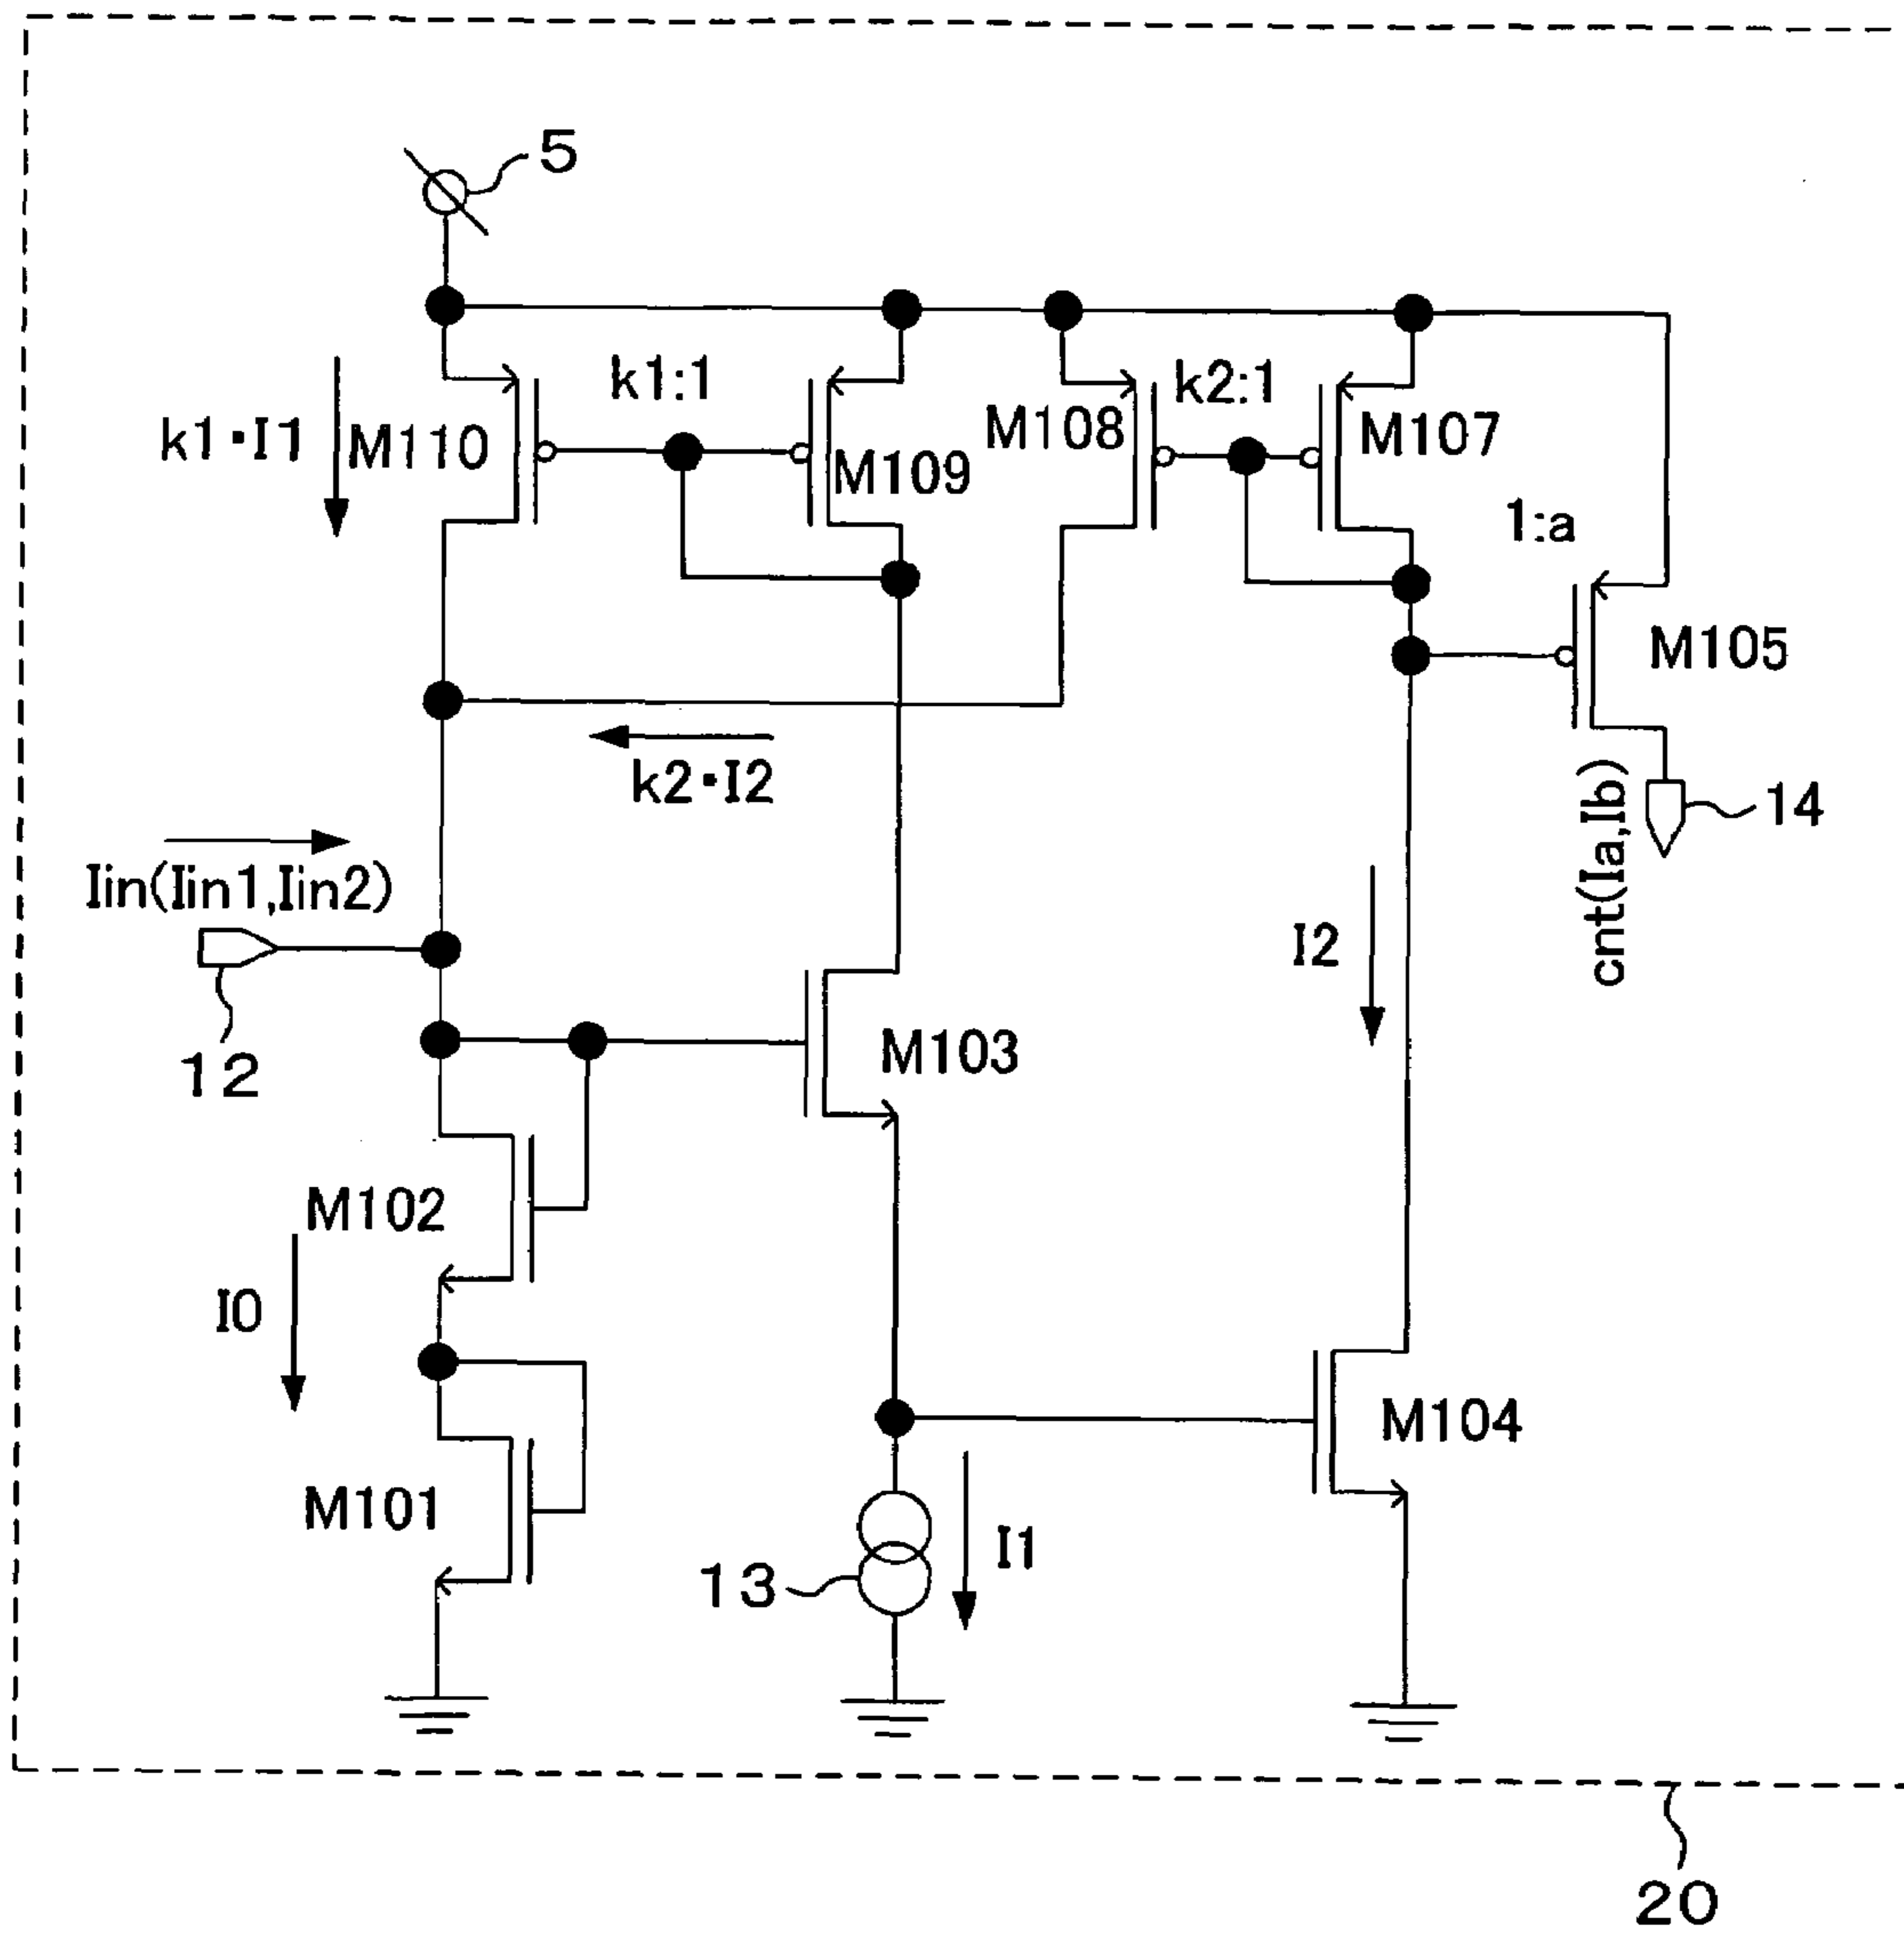 5
k1:1
k2:1
k1・I1
M110
M109
M108
M107
1:a
M105
k2・I2
14
cnt(Ia,Ib)
Iin(Iin1,Iin2)
I2
12
M103
M102
I0
M104
M101
13
I1
20